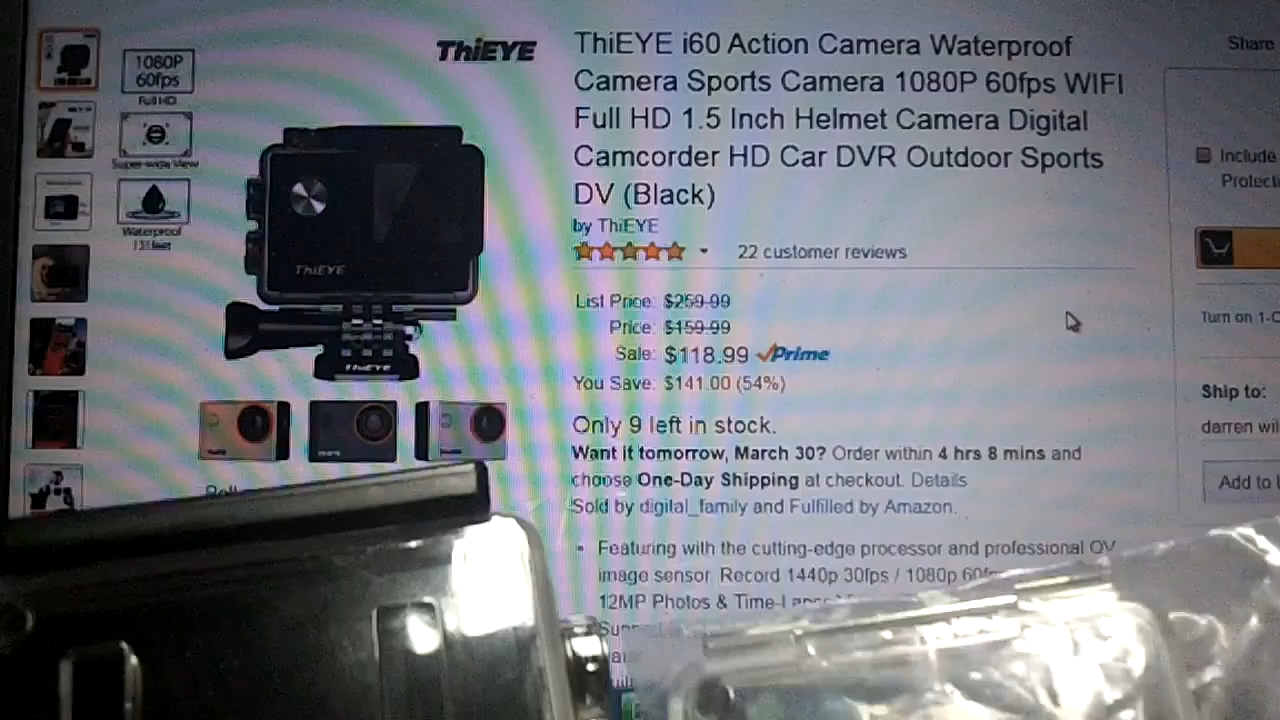 1080P
60fps
Full HD
Super-wide View
Waterproof
ThiEYE
ThiEYE
ThiEYE
ThiEYE i60 Action Camera Waterproof
Camera Sports Camera 1080P 60fps WIFI
Full HD 1.5 Inch Helmet Camera Digital
Camcorder HD Car DVR Outdoor Sports
DV (Black)
by ThiEYE
22 customer reviews
List Price: $259.99
Price: $159.99
Sale: $118.99 Prime
You Save: $141.00 (54%)
Only 9 left in stock.
Want it tomorrow, March 30? Order within 4 hrs 8 mins and
choose One-Day Shipping at checkout. Details
Sold by digital_family and Fulfilled by Amazon.
• Featuring with the cutting-edge processor and professional OV
image sensor. Record 1440p 30fps / 1080p
12MP Photos &
Share
Include
Turn on
Ship to:
darren
Add to